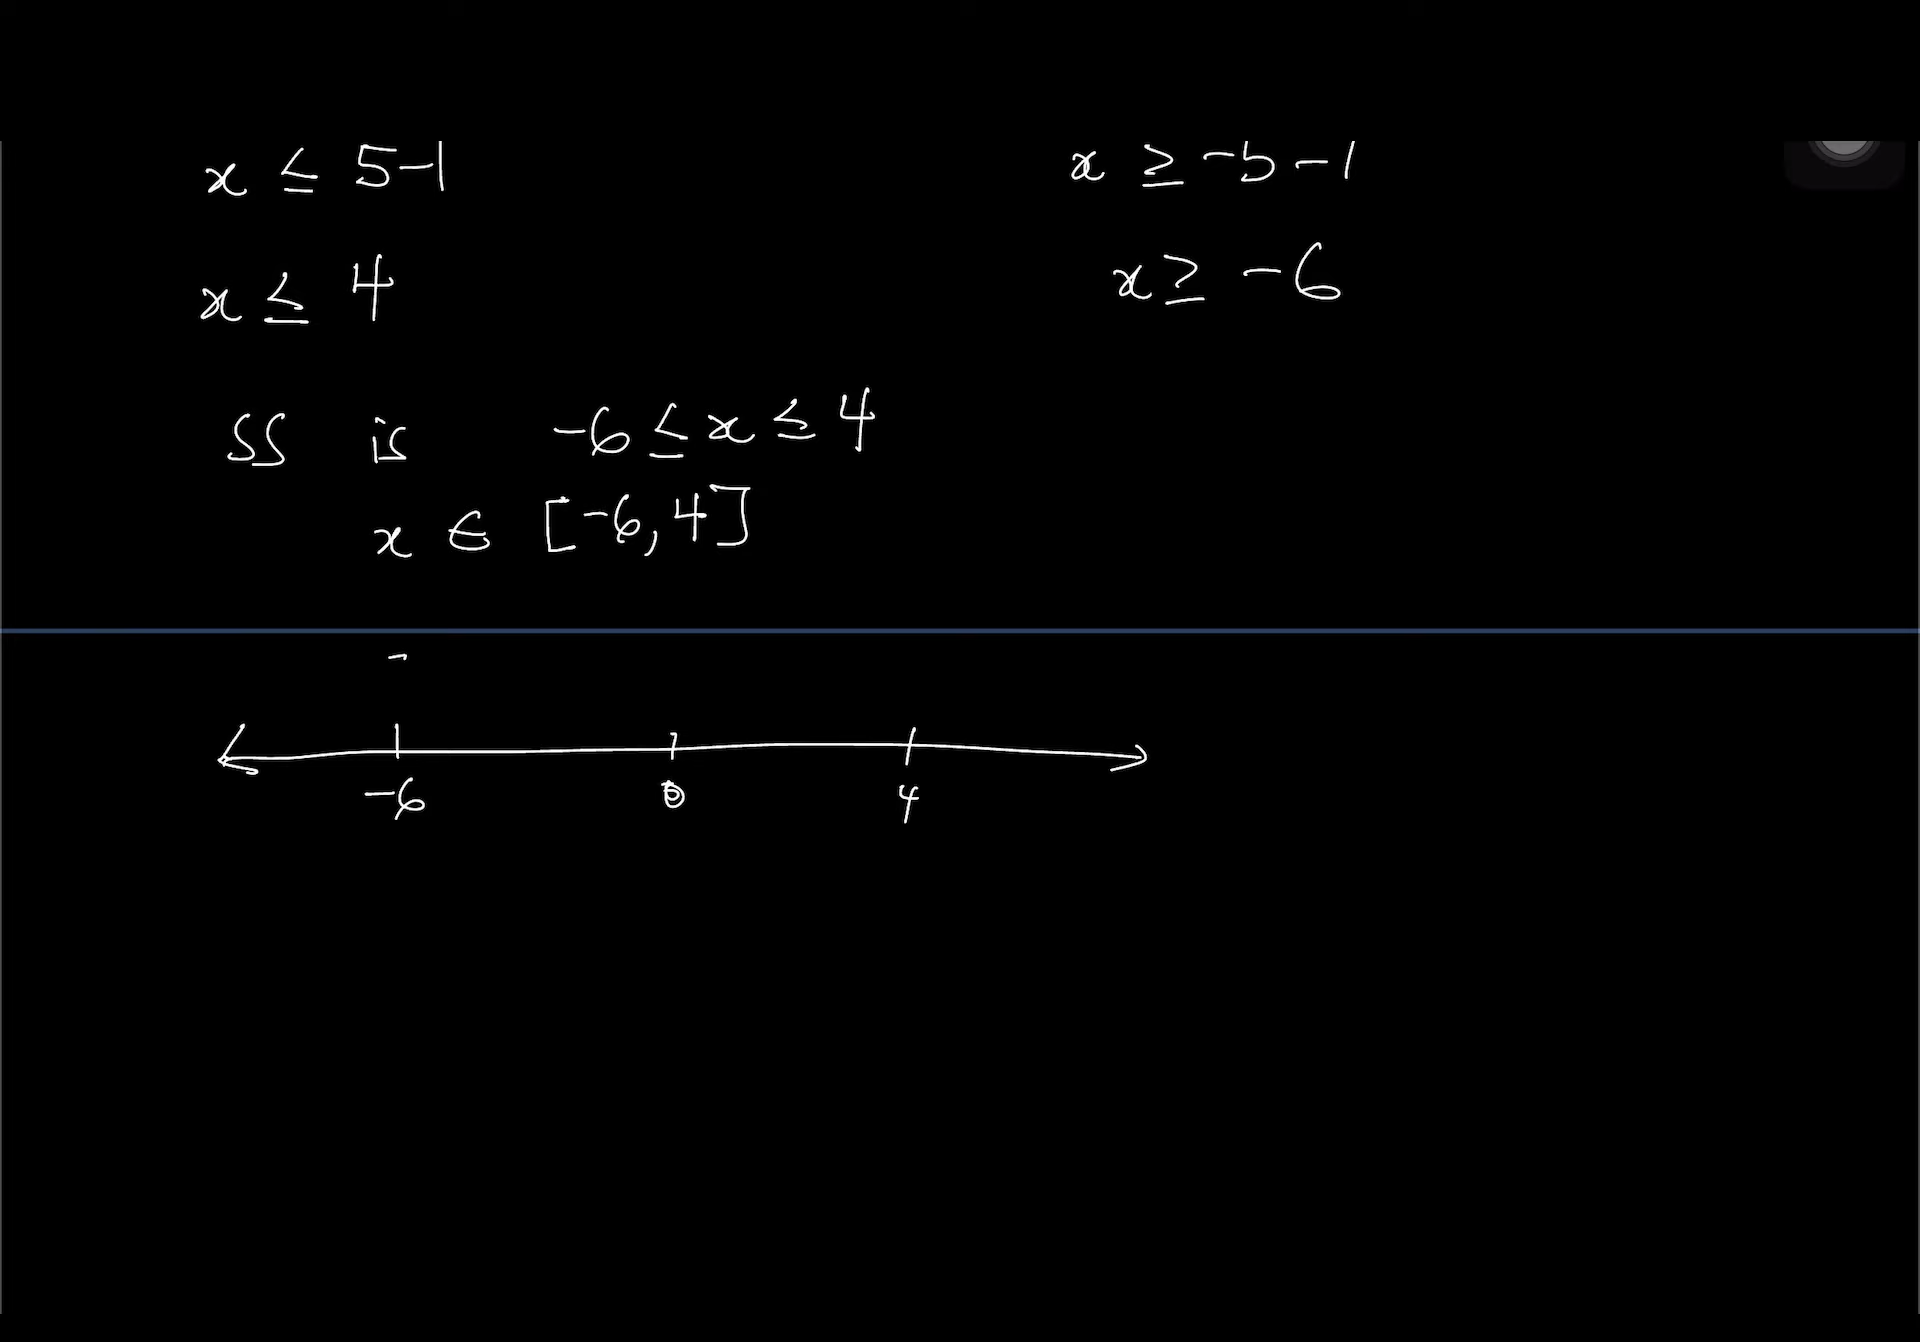 x ≤ 5-1
x ≥ -5-1
x ≤ 4
x ≥ -6
SS is -6 ≤ x ≤ 4
x ∈ [-6, 4]
-6 0 4